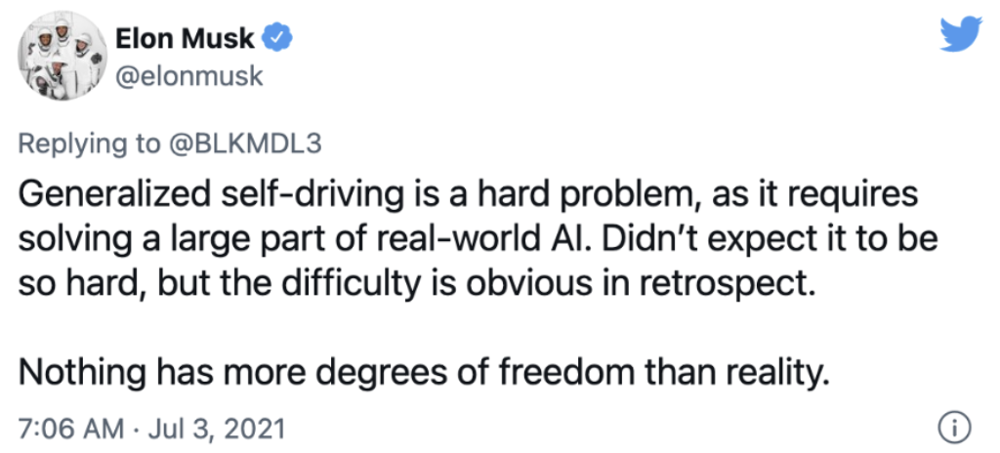 Elon Musk
@elonmusk
Replying to @BLKMDL3
Generalized self-driving is a hard problem, as it requires
solving a large part of real-world AI. Didn’t expect it to be
so hard, but the difficulty is obvious in retrospect.
Nothing has more degrees of freedom than reality.
7:06 AM · Jul 3, 2021